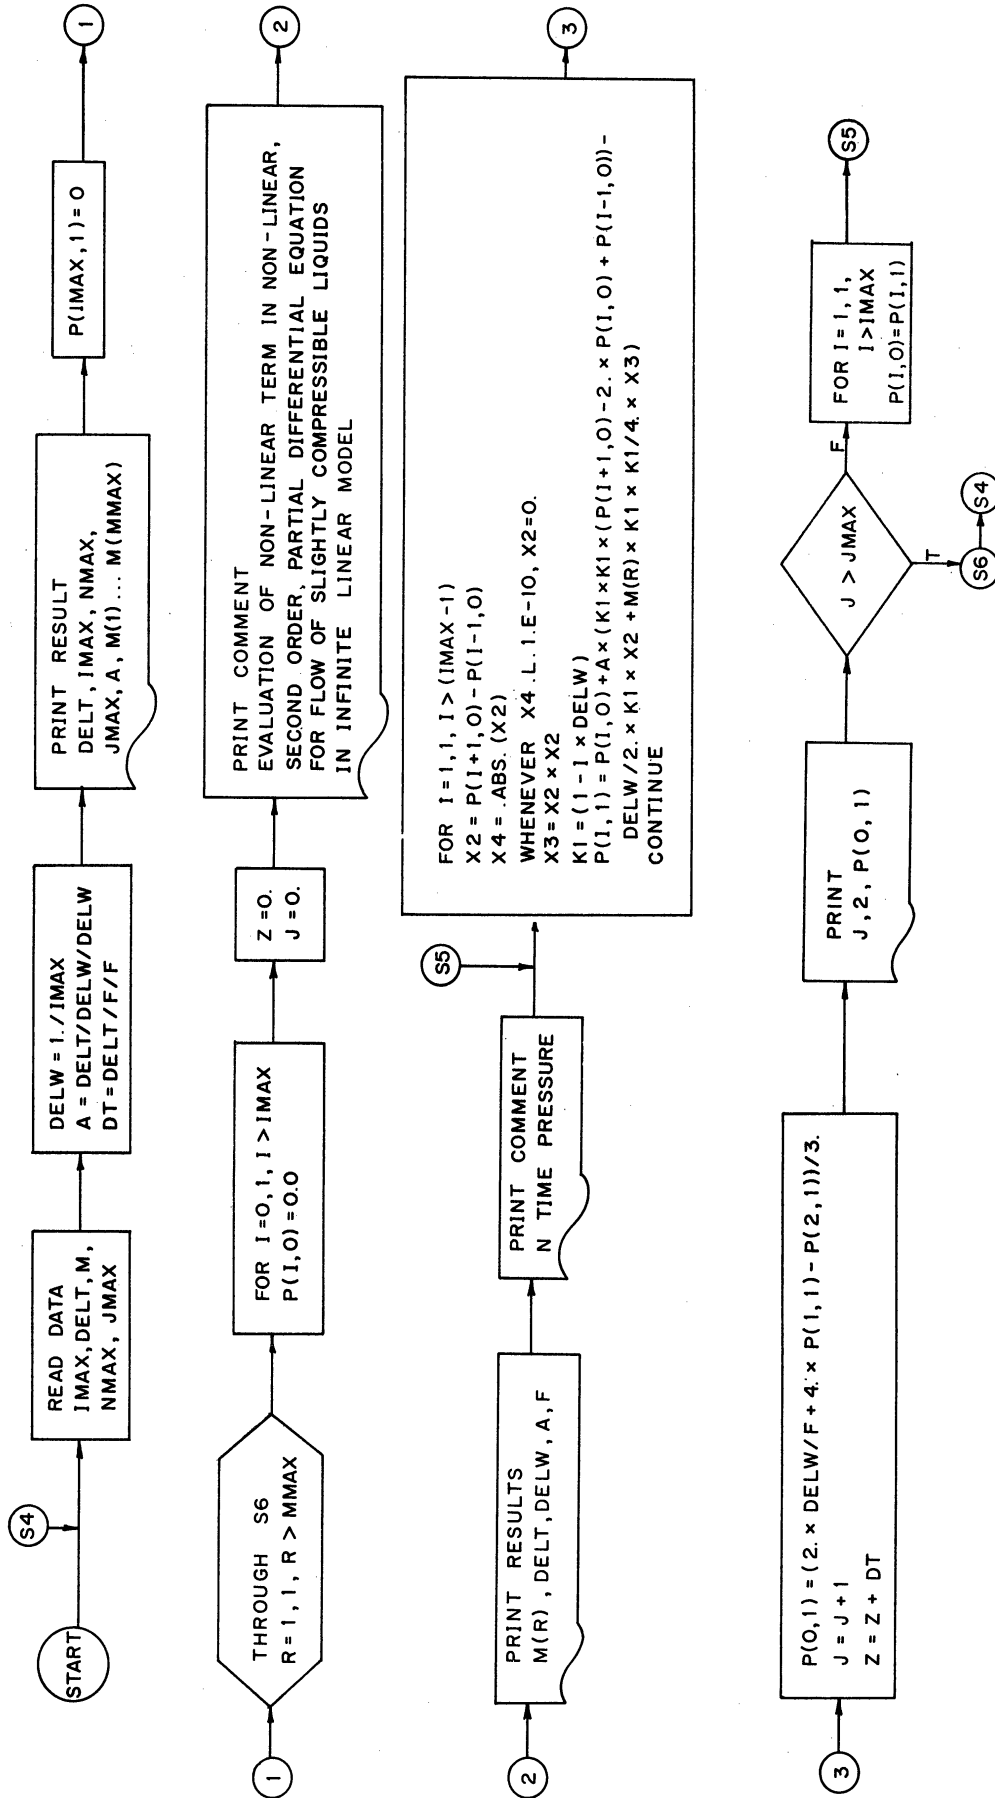 START
S4
READ DATA
IMAX, DELT, M,
NMAX, JMAX
DELW = 1./IMAX
A = DELT/DELW/DELW
DT = DELT/F/F
PRINT RESULT
DELT, IMAX, NMAX,
JMAX, A, M(1)... M(MMAX)
P(IMAX, 1) = 0
1
1
THROUGH S6
R = 1, 1, R > MMAX
FOR I = 0, 1, I > IMAX
P(I, 0) = 0.0
Z = 0.
J = 0.
PRINT COMMENT
EVALUATION OF NON-LINEAR TERM IN NON-LINEAR,
SECOND ORDER, PARTIAL DIFFERENTIAL EQUATION
FOR FLOW OF SLIGHTLY COMPRESSIBLE LIQUIDS
IN INFINITE LINEAR MODEL
2
2
PRINT RESULTS
M(R), DELT, DELW, A, F
PRINT COMMENT
N TIME PRESSURE
S5
FOR I = 1, 1, I > (IMAX - 1)
X2 = P(I+1, 0) - P(I-1, 0)
X4 = .ABS. (X2)
WHENEVER X4 .L. 1.E-10, X2=0.
X3 = X2 × X2
K1 = (1 - I × DELW)
P(I, 1) = P(I, 0) + A × (K1 × K1 × (P(I+1, 0) - 2. × P(I, 0) + P(I-1, 0)) -
DELW/2. × K1 × X2 + M(R) × K1 × K1/4. × X3)
CONTINUE
3
3
P(0, 1) = (2. × DELW/F + 4. × P(1, 1) - P(2, 1))/3.
J = J + 1
Z = Z + DT
PRINT
J, 2, P(0, 1)
J > JMAX
F
T
S6
S4
FOR I = 1, 1,
I > IMAX
P(I, 0) = P(I, 1)
S5